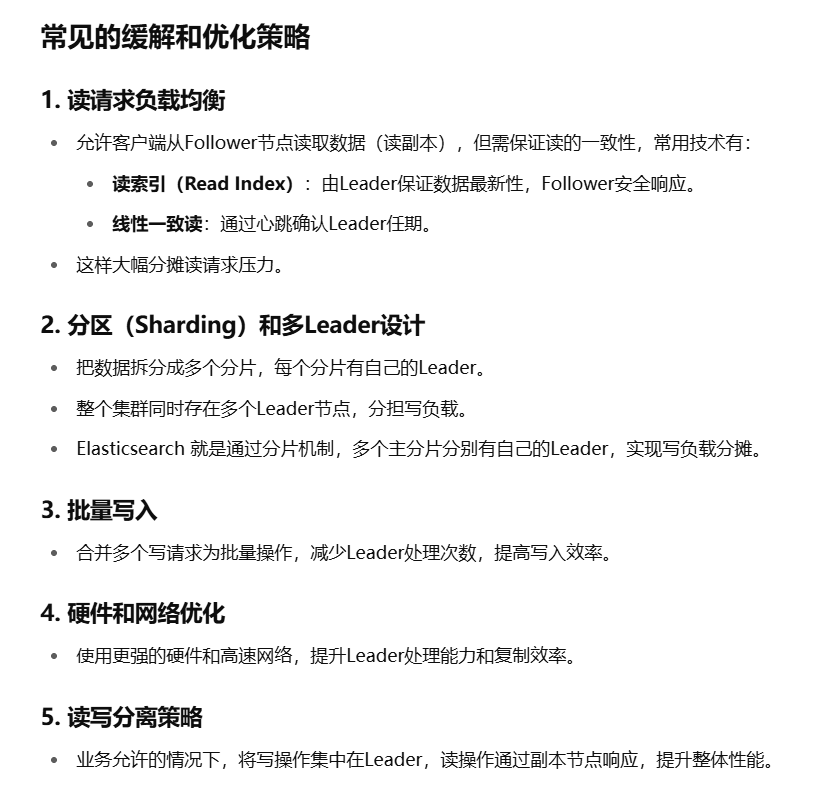 常见的缓解和优化策略
1. 读请求负载均衡
允许客户端从Follower节点读取数据（读副本），但需保证读的一致性，常用技术有：
读索引（Read Index）：由Leader保证数据最新性，Follower安全响应。
线性一致读：通过心跳确认Leader任期。
这样大幅分摊读请求压力。
2. 分区（Sharding）和多Leader设计
把数据拆分成多个分片，每个分片有自己的Leader。
整个集群同时存在多个Leader节点，分担写负载。
Elasticsearch 就是通过分片机制，多个主分片分别有自己的Leader，实现写负载分摊。
3. 批量写入
合并多个写请求为批量操作，减少Leader处理次数，提高写入效率。
4. 硬件和网络优化
使用更强的硬件和高速网络，提升Leader处理能力和复制效率。
5. 读写分离策略
业务允许的情况下，将写操作集中在Leader，读操作通过副本节点响应，提升整体性能。